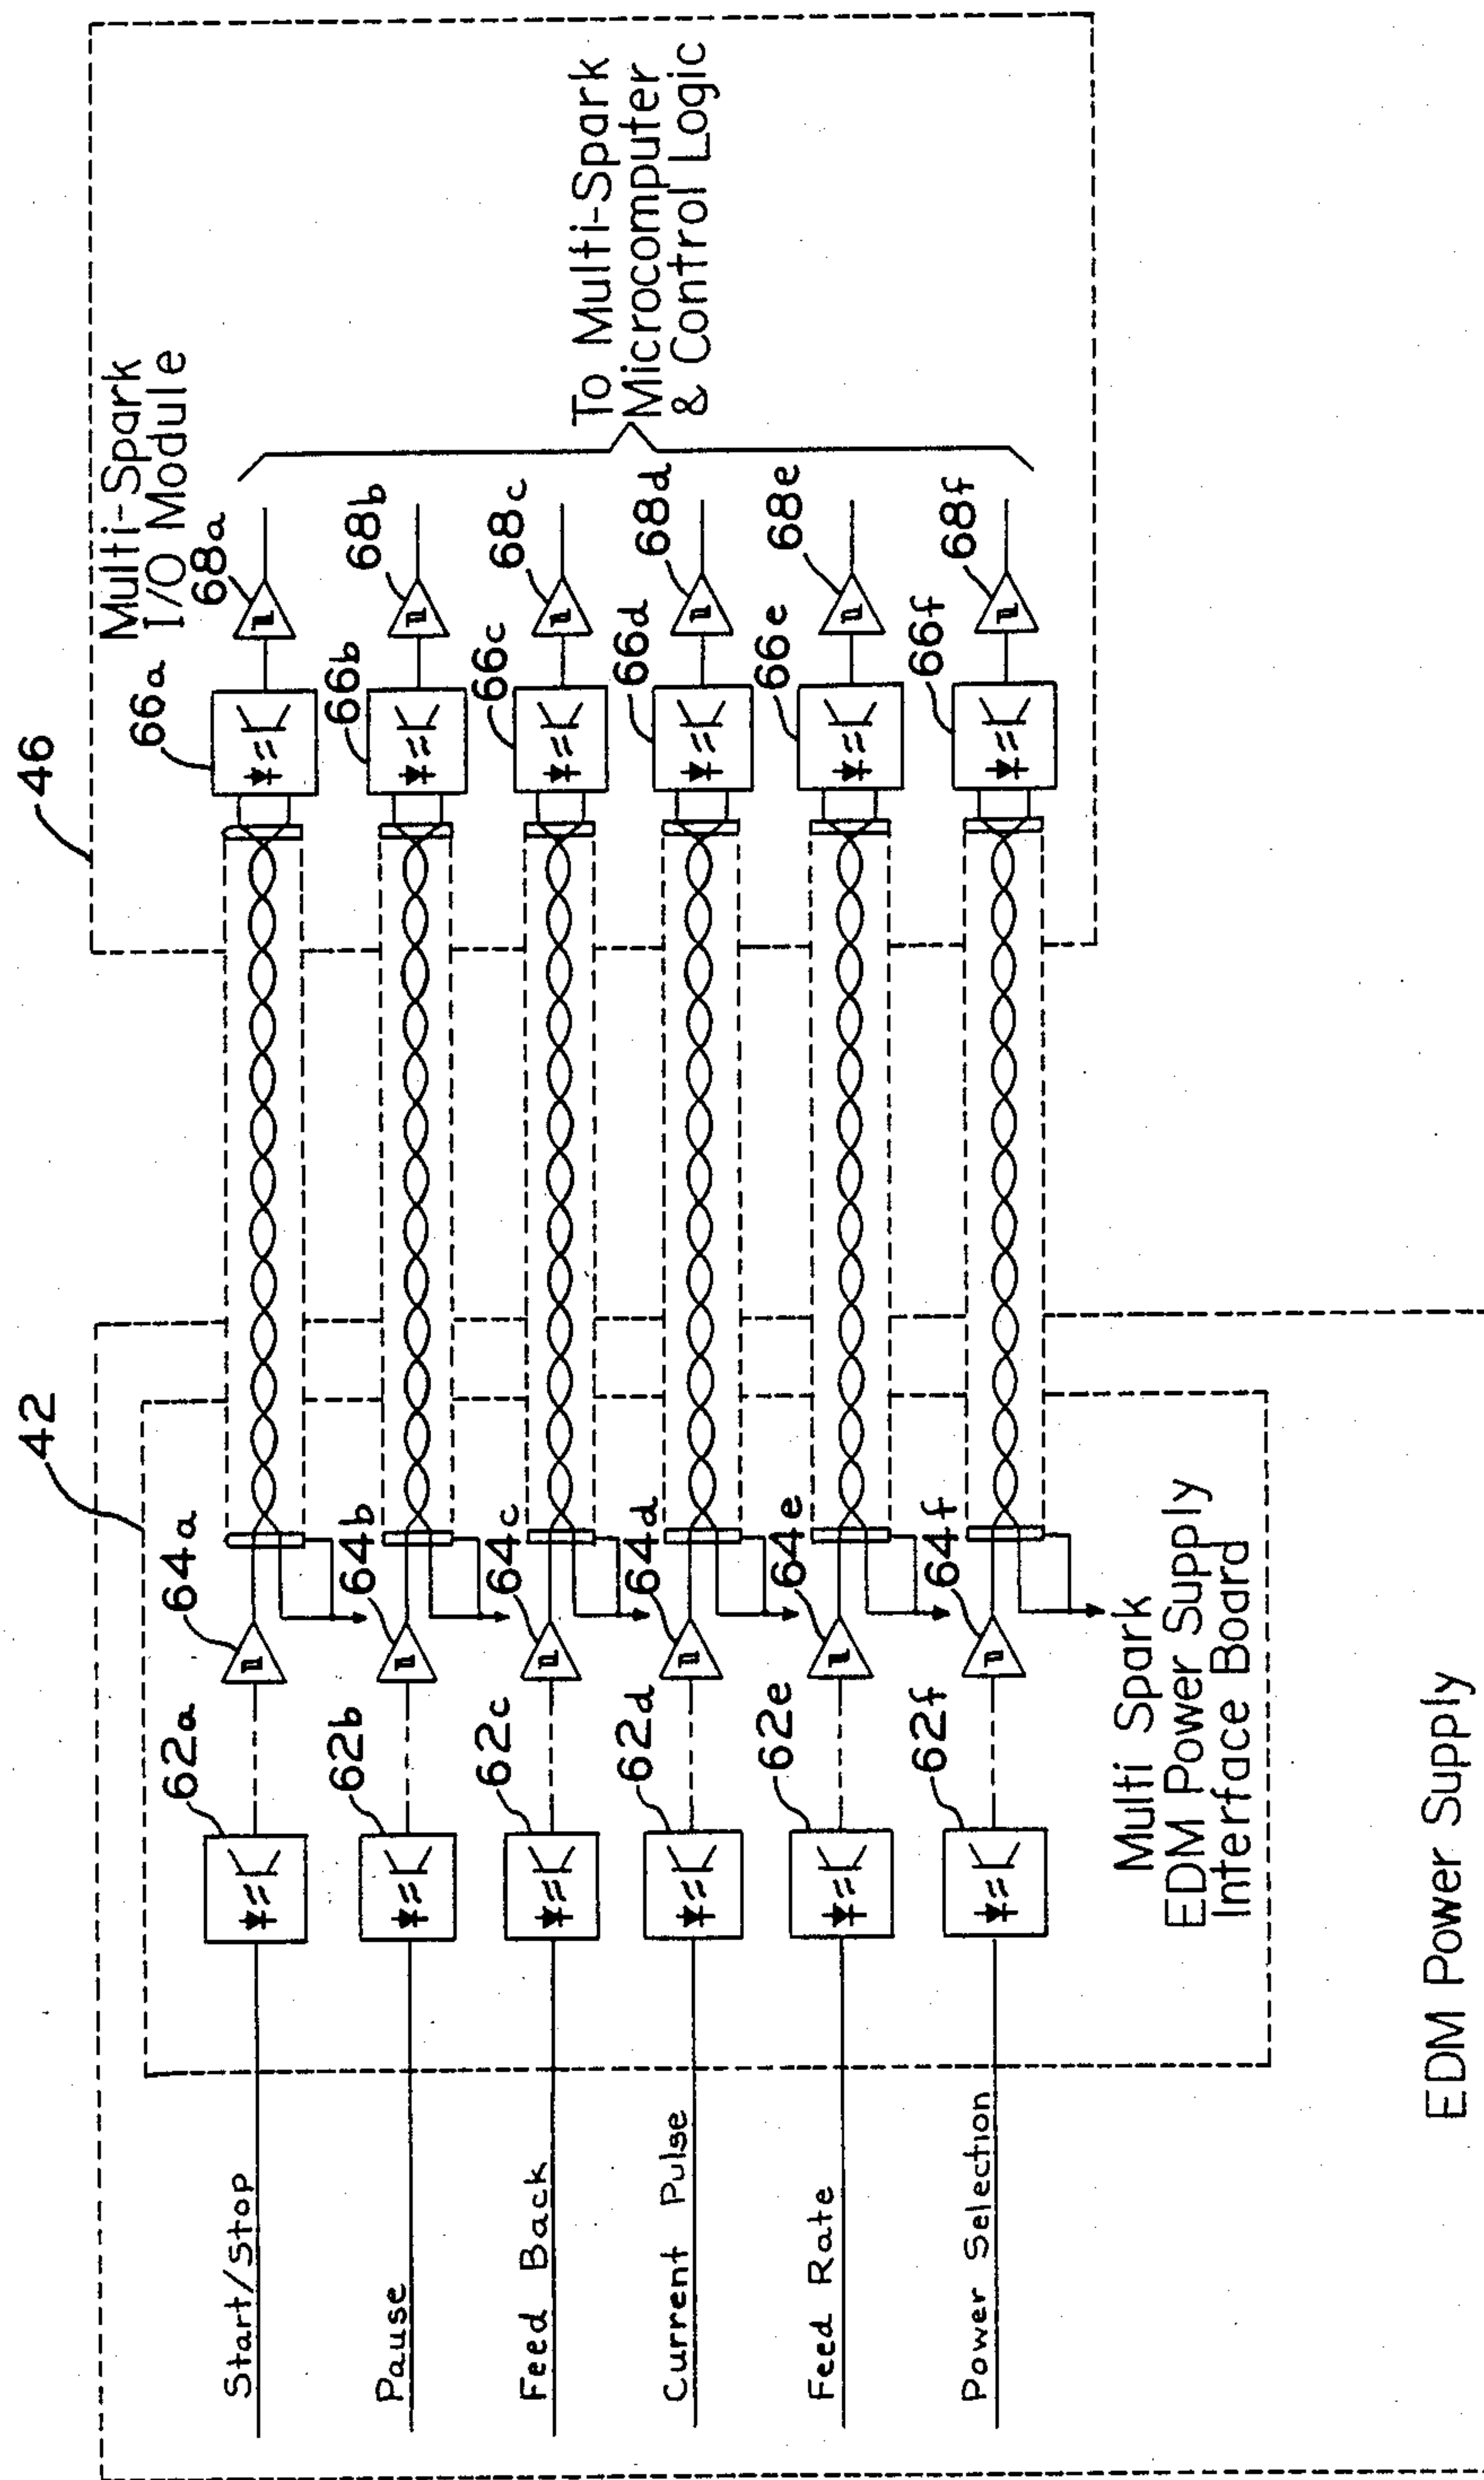 46
Multi-Spark
I/O Module
66a
68a
66b
68b
66c
68c
66d
68d
66e
68e
66f
68f
To Multi-Spark
Microcomputer
& Control Logic
42
62a
64a
62b
64b
62c
64c
62d
64d
62e
64e
62f
64f
Start/Stop
Pause
Feed Back
Current Pulse
Feed Rate
Power Selection
Multi Spark
EDM Power Supply
Interface Board
EDM Power Supply